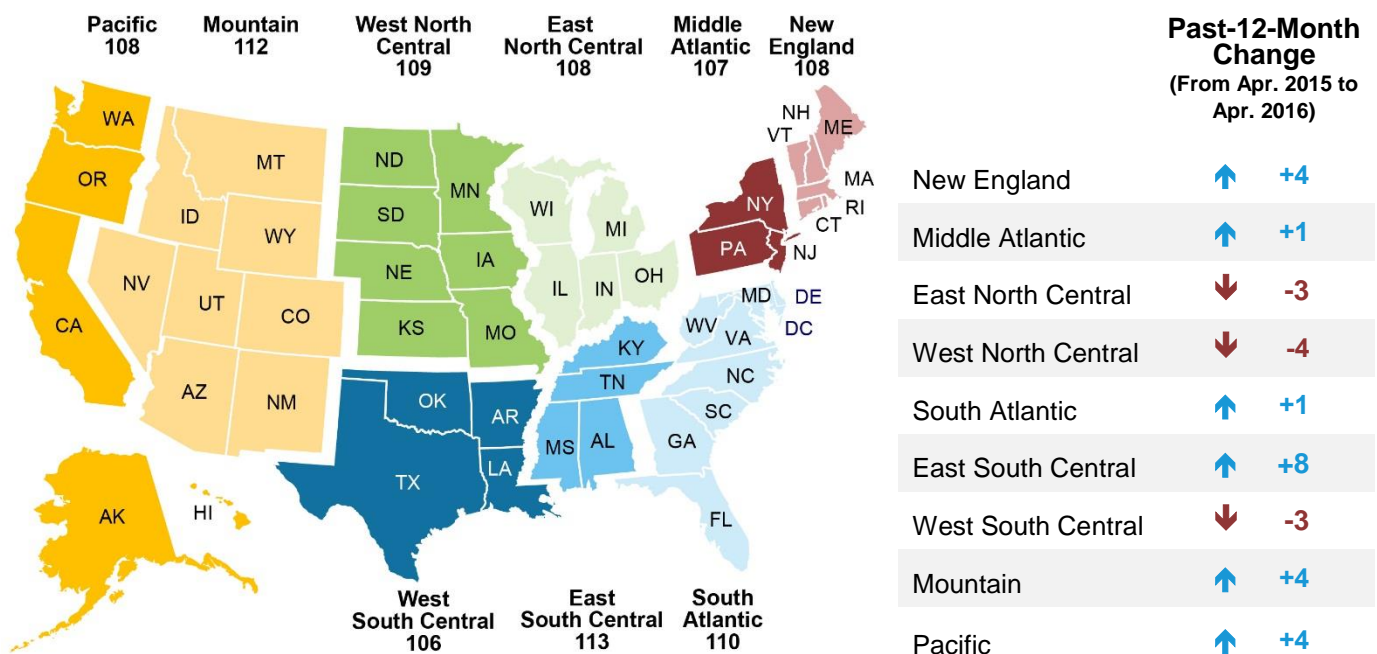 Pacific
108
Mountain
112
West North
Central
109
East
North Central
108
Middle
Atlantic
107
New
England
108
WA
OR
CA
AK
HI
MT
ID
WY
NV
UT
CO
AZ
NM
ND
SD
NE
KS
MN
IA
MO
WI
MI
IL
IN
OH
NY
PA
NJ
NH
VT
ME
MA
RI
CT
MD
DE
DC
WV
VA
NC
SC
GA
FL
KY
TN
MS
AL
OK
AR
TX
LA
West
South Central
106
East
South Central
113
South
Atlantic
110
Past-12-Month
Change
(From Apr. 2015 to
Apr. 2016)
New England +4
Middle Atlantic +1
East North Central -3
West North Central -4
South Atlantic +1
East South Central +8
West South Central -3
Mountain +4
Pacific +4